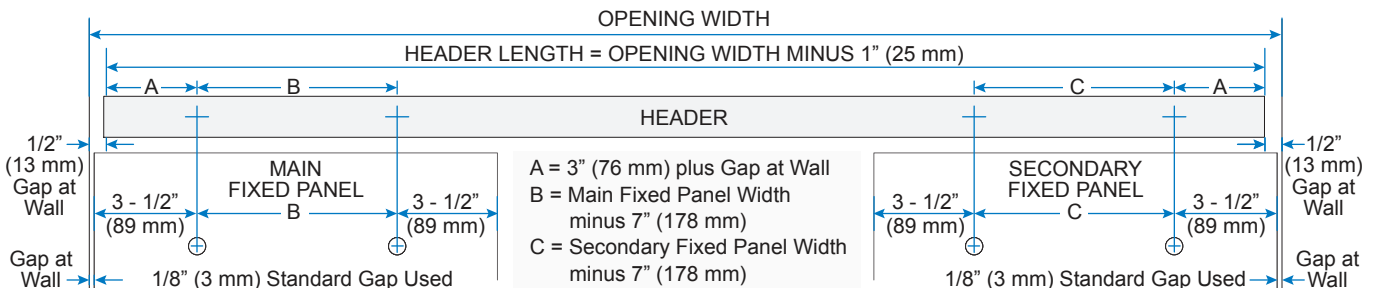 OPENING WIDTH
HEADER LENGTH = OPENING WIDTH MINUS 1” (25 mm)
A
B
C
A
HEADER
1/2”
(13 mm)
Gap at
Wall
MAIN
FIXED PANEL
3 - 1/2”
(89 mm)
B
3 - 1/2”
(89 mm)
A = 3” (76 mm) plus Gap at Wall
B = Main Fixed Panel Width
minus 7” (178 mm)
C = Secondary Fixed Panel Width
minus 7” (178 mm)
SECONDARY
FIXED PANEL
3 - 1/2”
(89 mm)
C
3 - 1/2”
(89 mm)
1/2”
(13 mm)
Gap at
Wall
Gap at
Wall
1/8” (3 mm) Standard Gap Used
1/8” (3 mm) Standard Gap Used
Gap at
Wall